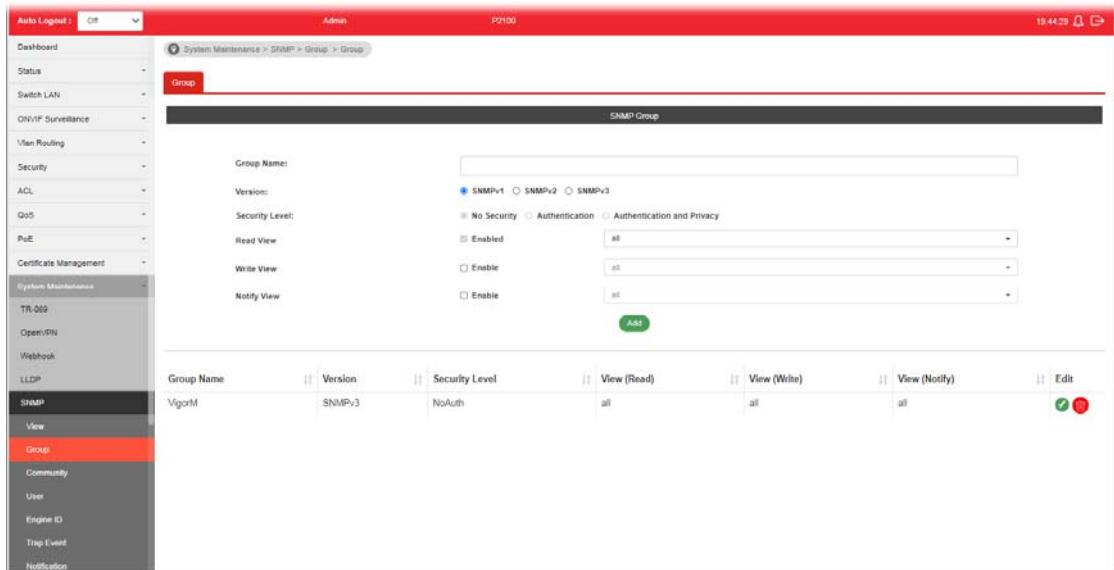 Auto Logout : Off Admin P2100 19:44:29
Dashboard
Status
Switch LAN
ONVIF Surveillance
Vlan Routing
Security
ACL
QoS
PoE
Certificate Management
System Maintenance
TR-069
OpenVPN
Webhook
LLDP
SNMP
View
Group
Community
User
Engine ID
Trap Event
Notification
System Maintenance > SNMP > Group > Group
Group
SNMP Group
Group Name:
Version: SNMPv1 SNMPv2 SNMPv3
Security Level: No Security Authentication Authentication and Privacy
Read View Enabled all
Write View Enable all
Notify View Enable all
Add
Group Name Version Security Level View (Read) View (Write) View (Notify) Edit
VigorM SNMPv3 NoAuth all all all